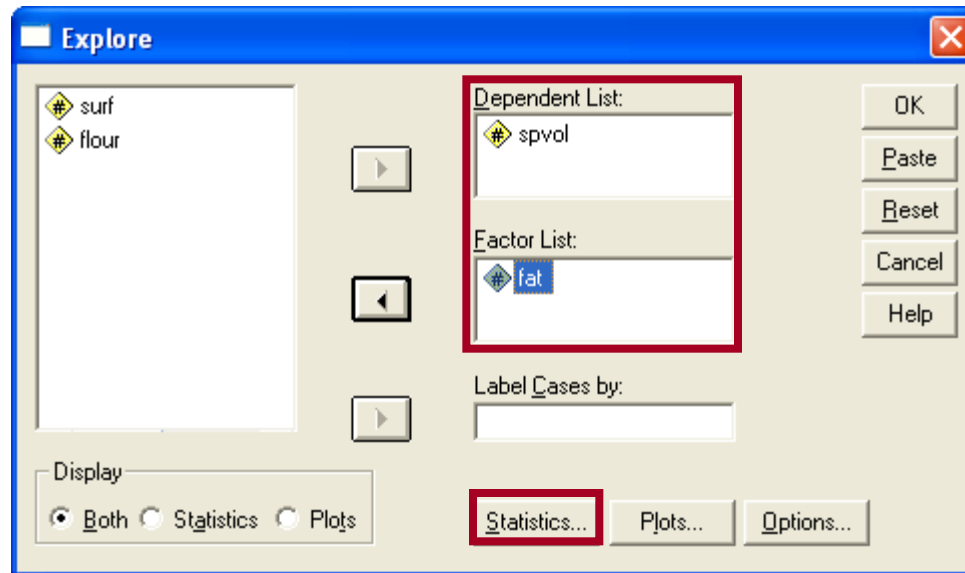 Explore
surf
flour
Dependent List:
spvol
Factor List:
fat
Label Cases by:
Display
Both Statistics Plots
Statistics... Plots... Options...
OK
Paste
Reset
Cancel
Help